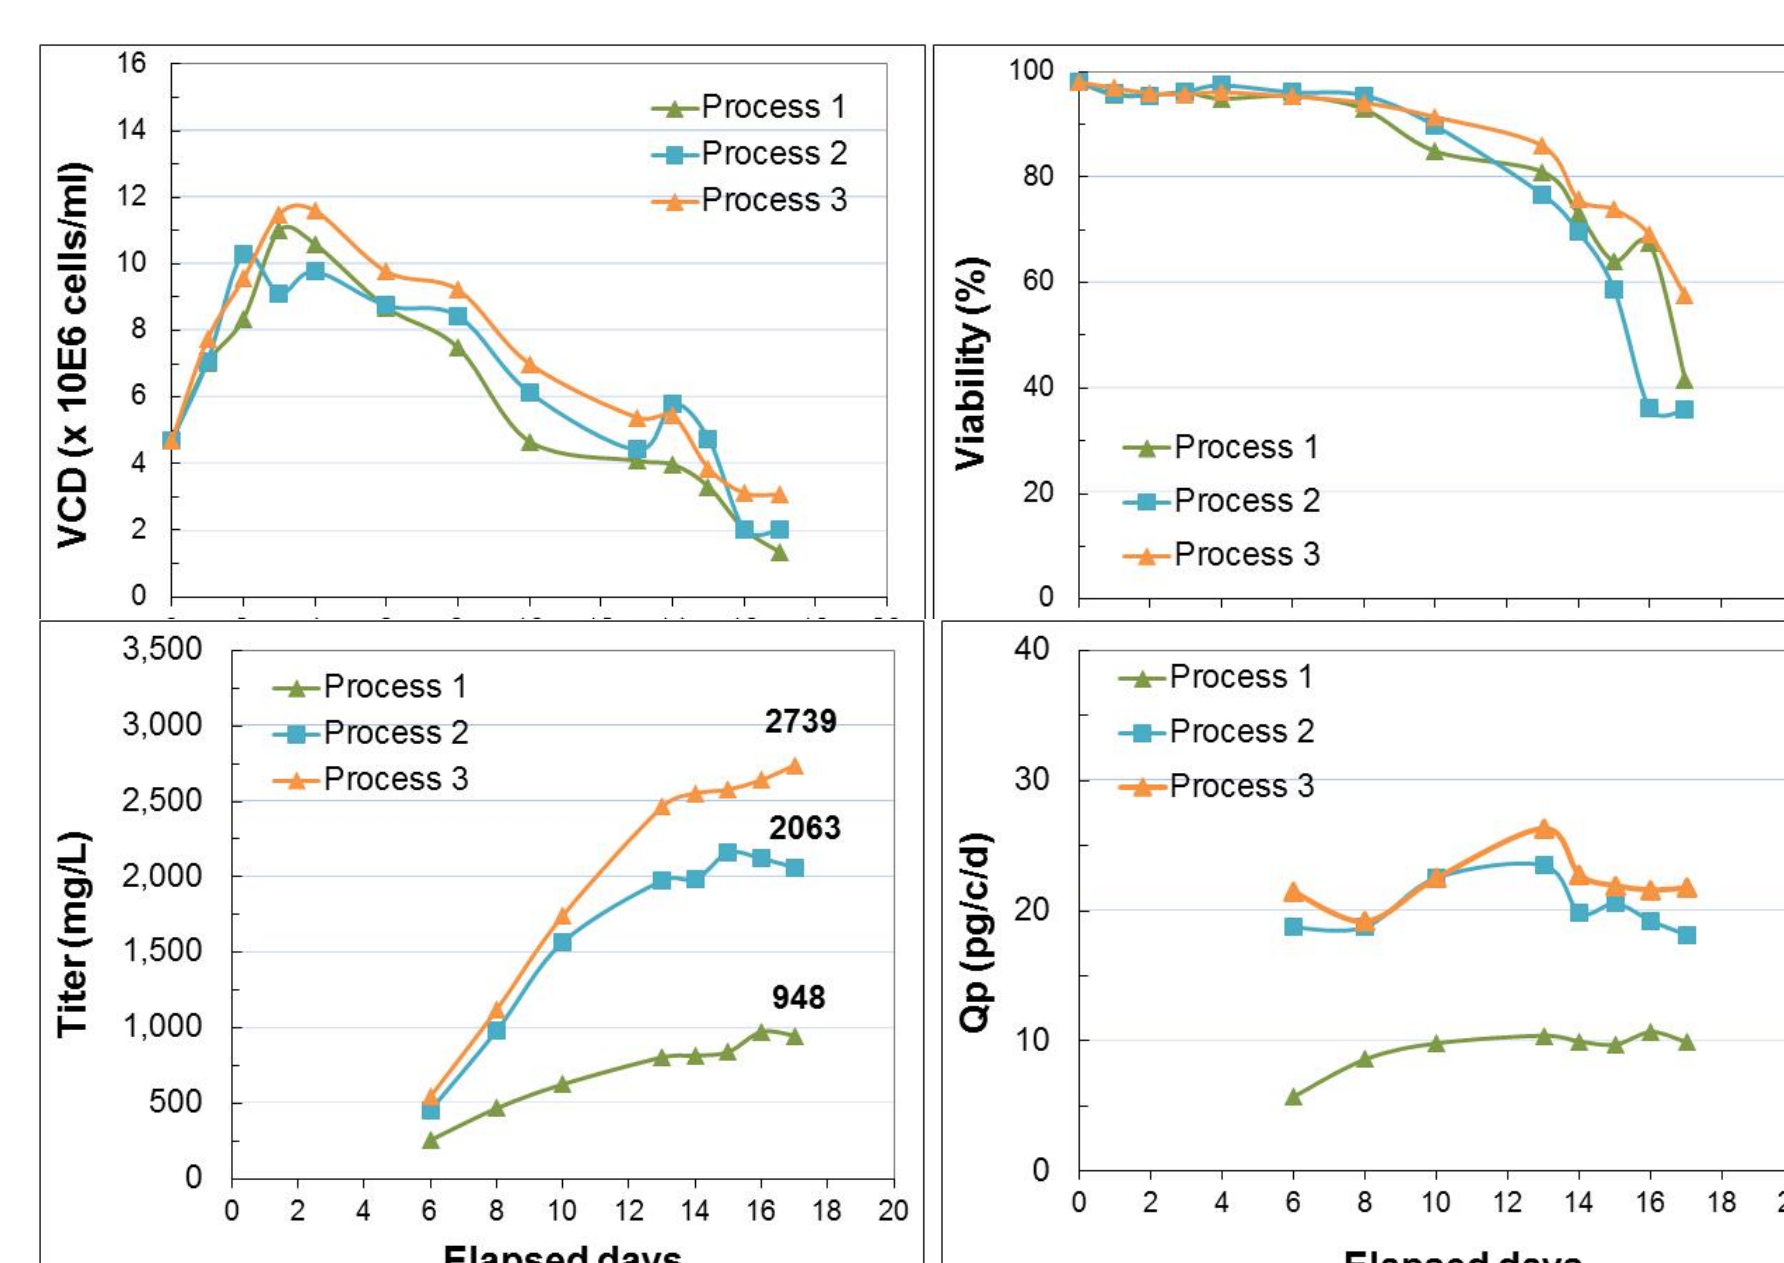 16
14
12
10
8
6
4
2
0
VCD (x 10E6 cells/ml)
Process 1
Process 2
Process 3
100
80
60
40
20
0
Viability (%)
Process 1
Process 2
Process 3
3,500
3,000
2,500
2,000
1,500
1,000
500
0
Titer (mg/L)
Process 1
Process 2
Process 3
2739
2063
948
0 2 4 6 8 10 12 14 16 18 20
Elapsed days
40
30
20
10
0
Qp (pg/c/d)
Process 1
Process 2
Process 3
0 2 4 6 8 10 12 14 16 18
Elapsed days